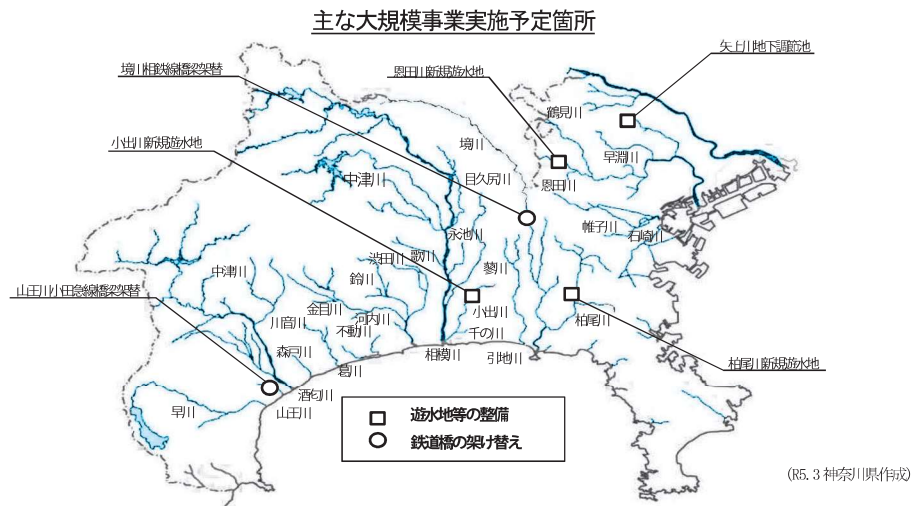 主な大規模事業実施予定箇所
矢上川地下調節池
境川相鉄線橋梁架替
恩田川新規遊水地
鶴見川
小出川新規遊水地
境川
早淵川
中津川
目久尻川
恩田川
帷子川
石崎川
永池川
渋田川
歌川
蓼川
中津川
鈴川
山王川小田急線橋梁架替
金目川
小出川
川音川
河内川
不動川
千の川
柏尾川
森戸川
相模川
引地川
葛川
柏尾川新規遊水地
酒匂川
早川
山王川
遊水地等の整備
鉄道橋の架け替え
(R5.3神奈川県作成)